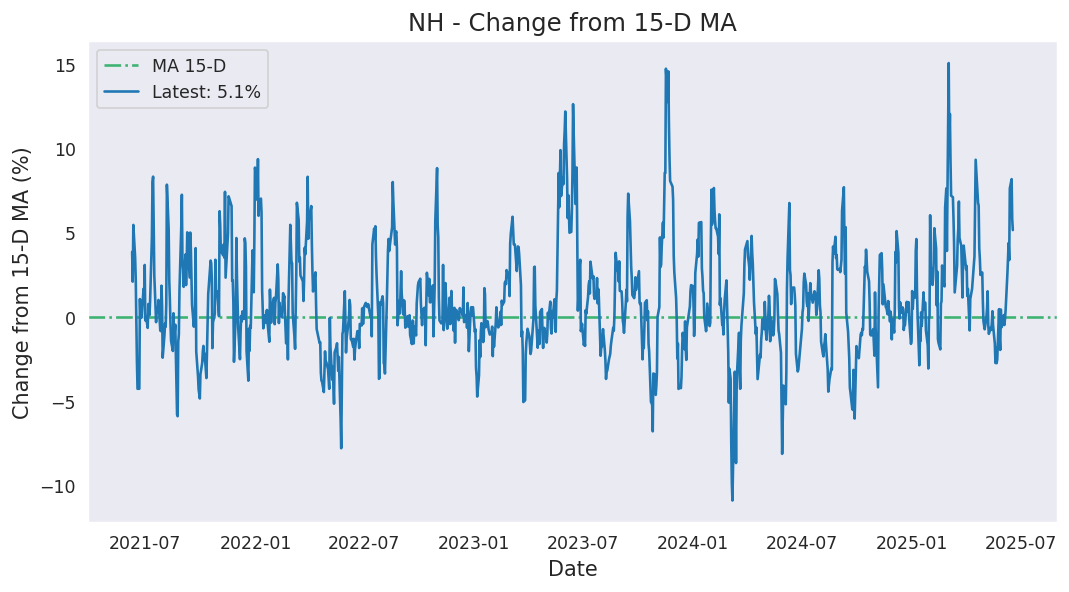 NH - Change from 15-D MA
MA 15-D
Latest: 5.1%
Change from 15-D MA (%)
15
10
5
0
−5
−10
2021-07 2022-01 2022-07 2023-01 2023-07 2024-01 2024-07 2025-01 2025-07
Date